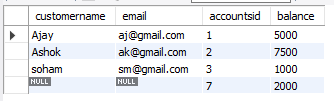 customername email accountsid balance
Ajay aj@gmail.com 1 5000
Ashok ak@gmail.com 2 7500
soham sm@gmail.com 3 1000
NULL NULL 7 2000